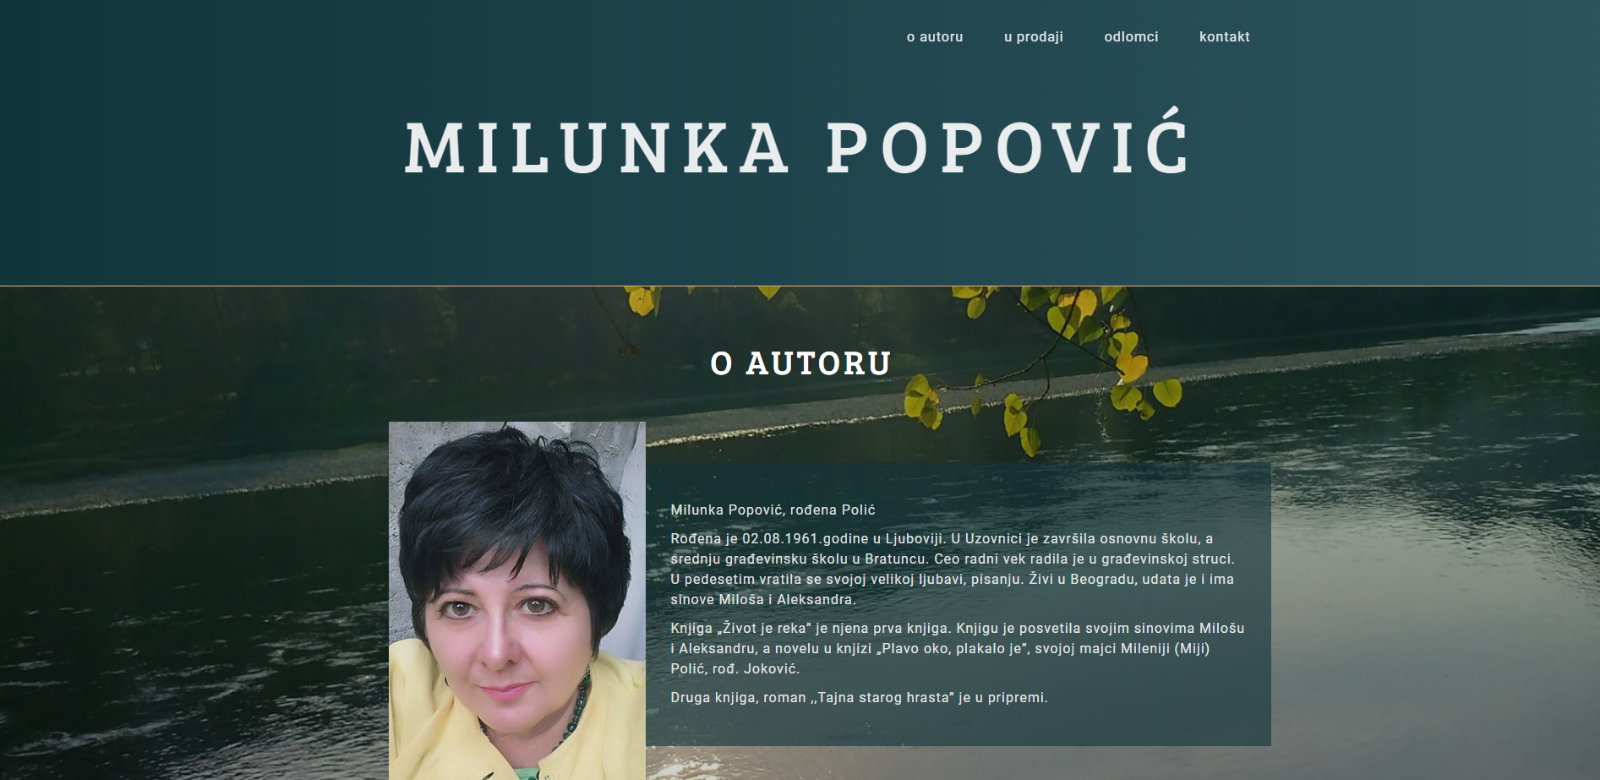 o autoru u prodaji odlomci kontakt
MILUNKA POPOVIĆ
O AUTORU
Milunka Popović, rođena Polić
Rođena je 02.08.1961.godine u Ljuboviji. U Uzovnici je završila osnovnu školu, a
srednju građevinsku školu u Bratuncu. Ceo radni vek radila je u građevinskoj struci.
U pedesetim vratila se svojoj velikoj ljubavi, pisanju. Živi u Beogradu, udata je i ima
sinove Miloša i Aleksandra.
Knjiga „Život je reka” je njena prva knjiga. Knjigu je posvetila svojim sinovima Milošu
i Aleksandru, a novelu u knjizi „Plavo oko, plakalo je”, svojoj majci Mileniji (Miji)
Polić, rođ. Joković.
Druga knjiga, roman ,,Tajna starog hrasta” je u pripremi.